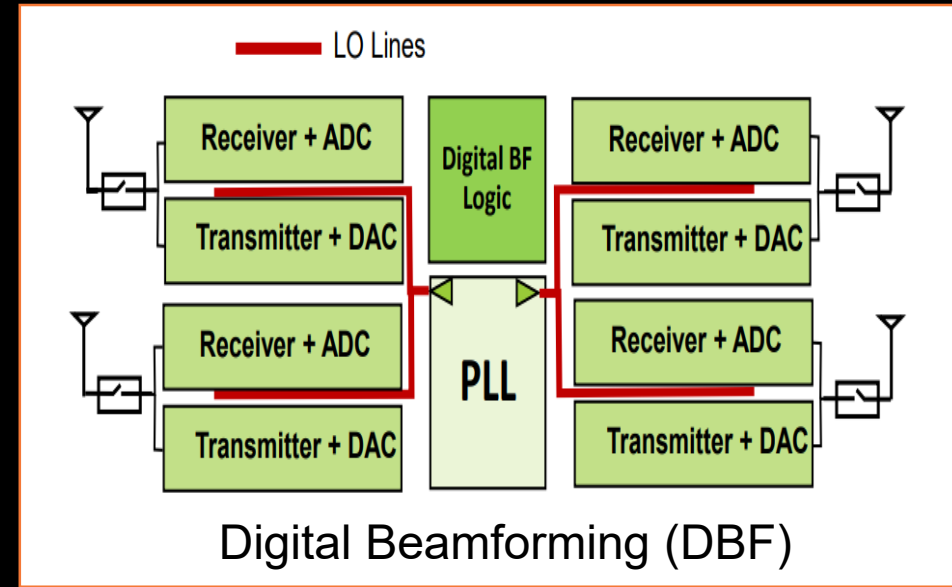 LO Lines
Receiver + ADC
Transmitter + DAC
Receiver + ADC
Transmitter + DAC
Digital BF
Logic
PLL
Receiver + ADC
Transmitter + DAC
Receiver + ADC
Transmitter + DAC
Digital Beamforming (DBF)